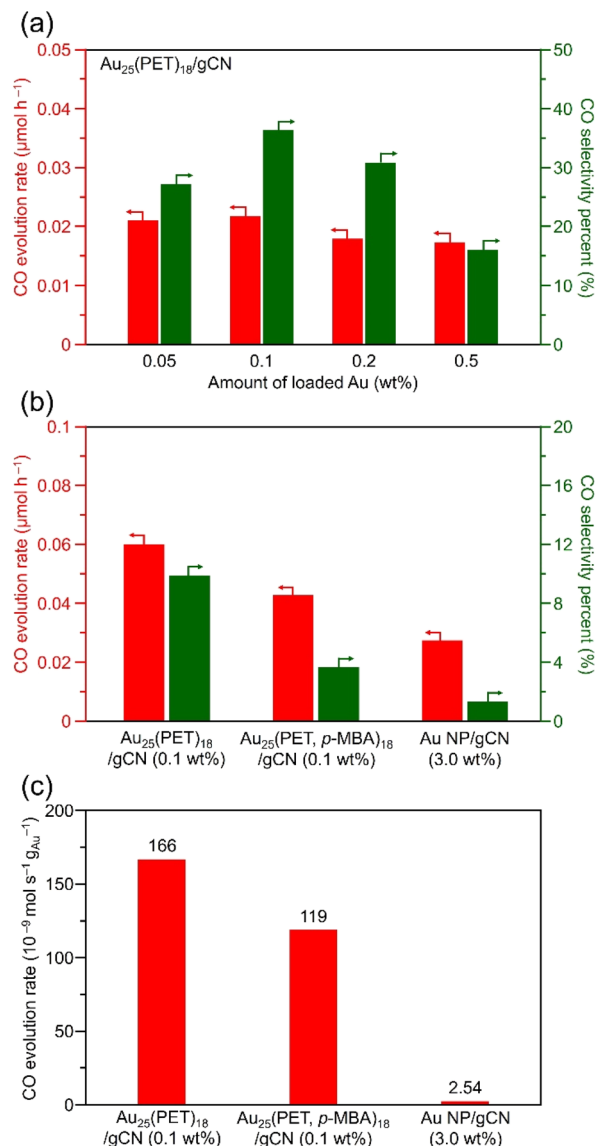 (a)
Au₂₅(PET)₁₈/gCN
CO evolution rate (μmol h⁻¹)
0.05
0.04
0.03
0.02
0.01
0
50
40
30
20
10
0
CO selectivity percent (%)
0.05 0.1 0.2 0.5
Amount of loaded Au (wt%)
(b)
CO evolution rate (μmol h⁻¹)
0.1
0.08
0.06
0.04
0.02
0
20
16
12
8
4
0
CO selectivity percent (%)
Au₂₅(PET)₁₈ Au₂₅(PET, p-MBA)₁₈ Au NP/gCN
/gCN (0.1 wt%) /gCN (0.1 wt%) (3.0 wt%)
(c)
CO evolution rate (10⁻⁹ mol s⁻¹ g_Au⁻¹)
200
150
100
50
0
166
119
2.54
Au₂₅(PET)₁₈ Au₂₅(PET, p-MBA)₁₈ Au NP/gCN
/gCN (0.1 wt%) /gCN (0.1 wt%) (3.0 wt%)